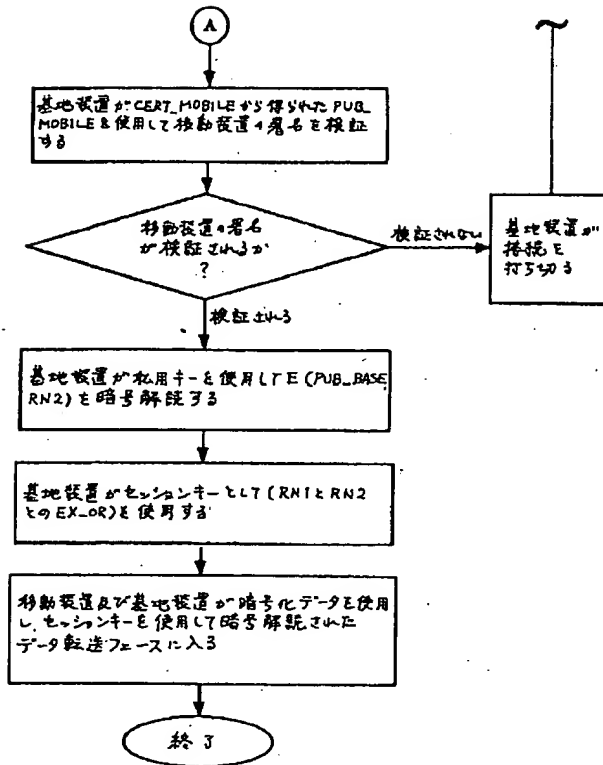 A
基地装置がCERT_MOBILEから得られたPUB_
MOBILEを使用して移動装置の署名を検証
する
移動装置の署名
が検証されるか
?
検証されない
基地装置が
接続を
打ち切る
検証される
基地装置が私用キーを使用してE(PUB_BASE,
RN2)を暗号解読する
基地装置がセッションキーとして(RN1とRN2
とのEX_OR)を使用する
移動装置及び基地装置が暗号化データを使用
し、セッションキーを使用して暗号解読された
データ転送フェースに入る
終了